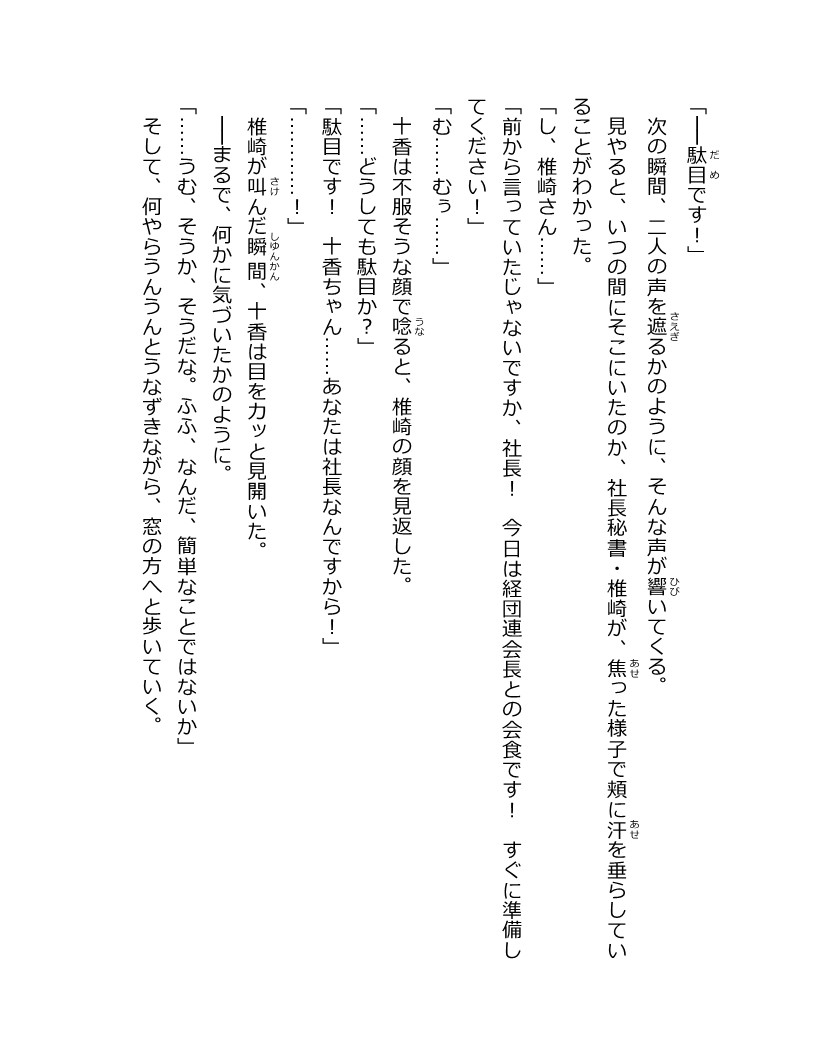 「――駄目です！」
　次の瞬間、二人の声を遮るかのように、そんな声が響いてくる。
　見やると、いつの間にそこにいたのか、社長秘書・椎崎が、焦った様子で頬に汗を垂らしてい
ることがわかった。
「し、椎崎さん……」
「前から言っていたじゃないですか、社長！　今日は経団連会長との会食です！　すぐに準備し
てください！」
「む……むぅ……」
　十香は不服そうな顔で唸ると、椎崎の顔を見返した。
「……どうしても駄目か？」
「駄目です！　十香ちゃん……あなたは社長なんですから！」
「…………！」
　椎崎が叫んだ瞬間、十香は目をカッと見開いた。
　――まるで、何かに気づいたかのように。
「……うむ、そうか、そうだな。ふふ、なんだ、簡単なことではないか」
　そして、何やらうんうんとうなずきながら、窓の方へと歩いていく。